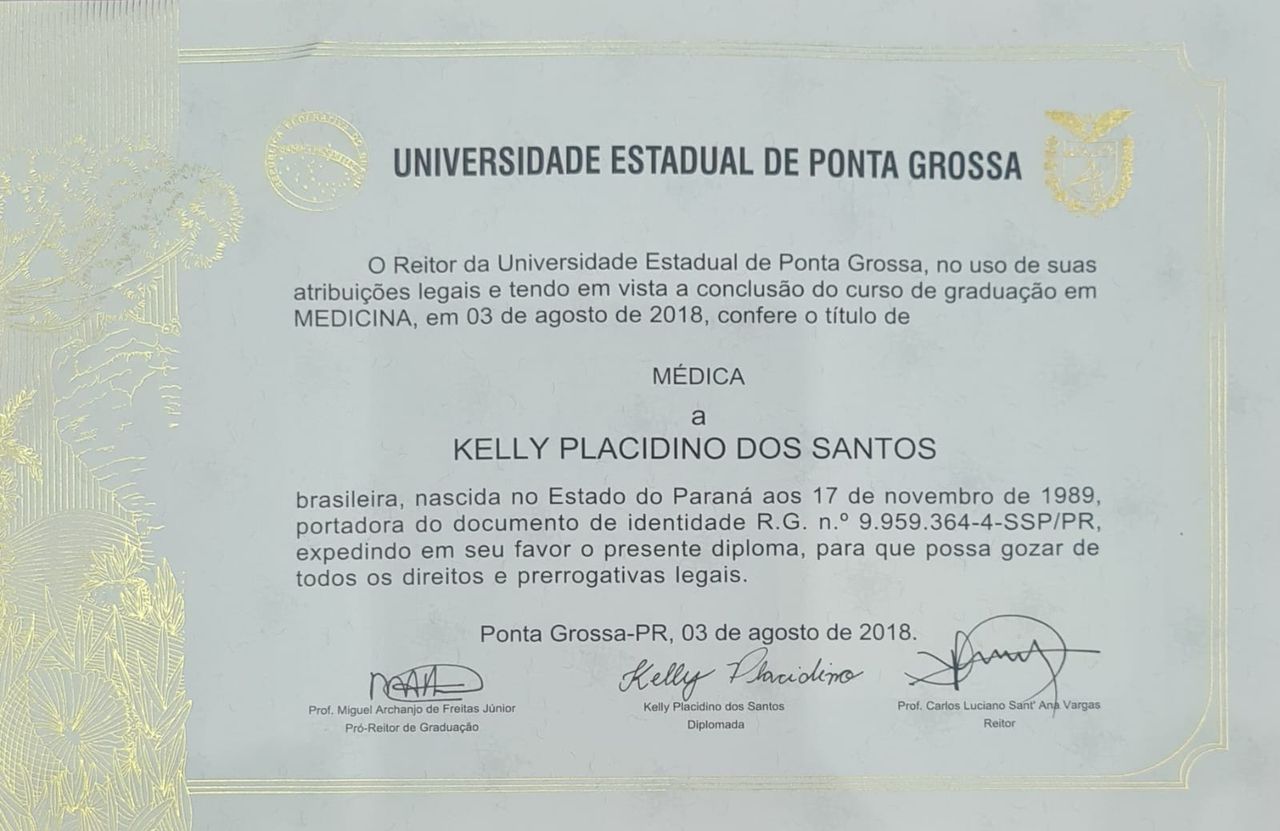 REPÚBLICA FEDERATIVA DO
UNIVERSIDADE ESTADUAL DE PONTA GROSSA
O Reitor da Universidade Estadual de Ponta Grossa, no uso de suas
atribuições legais e tendo em vista a conclusão do curso de graduação em
MEDICINA, em 03 de agosto de 2018, confere o título de
MÉDICA
a
KELLY PLACIDINO DOS SANTOS
brasileira, nascida no Estado do Paraná aos 17 de novembro de 1989,
portadora do documento de identidade R.G. n.º 9.959.364-4-SSP/PR,
expedindo em seu favor o presente diploma, para que possa gozar de
todos os direitos e prerrogativas legais.
Ponta Grossa-PR, 03 de agosto de 2018.
Kelly Placidino
Prof. Miguel Archanjo de Freitas Júnior
Pró-Reitor de Graduação
Kelly Placidino dos Santos
Diplomada
Prof. Carlos Luciano Sant' Ana Vargas
Reitor